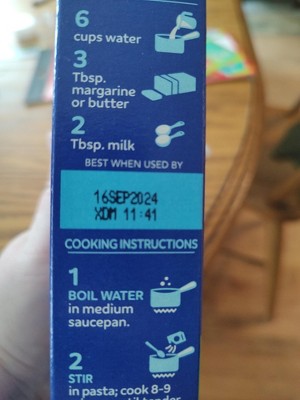 6
cups water
3
Tbsp.
margarine
or butter
2
Tbsp. milk
BEST WHEN USED BY
16SEP2024
XDM 11:41
COOKING INSTRUCTIONS
1
BOIL WATER
in medium
saucepan.
2
STIR
in pasta; cook 8-9